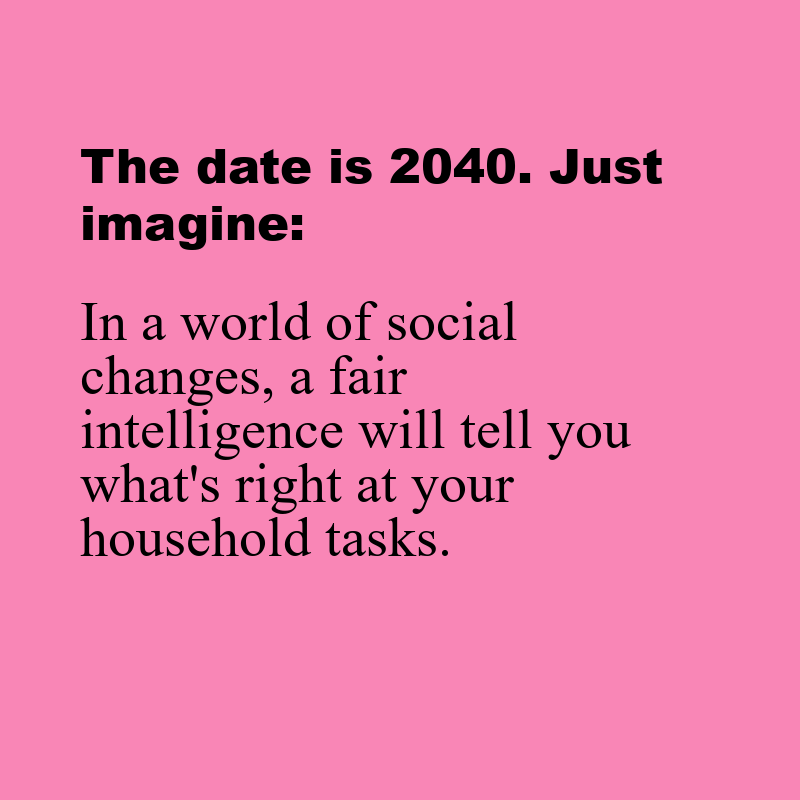 The date is 2040. Just
imagine:
In a world of social
changes, a fair
intelligence will tell you
what's right at your
household tasks.